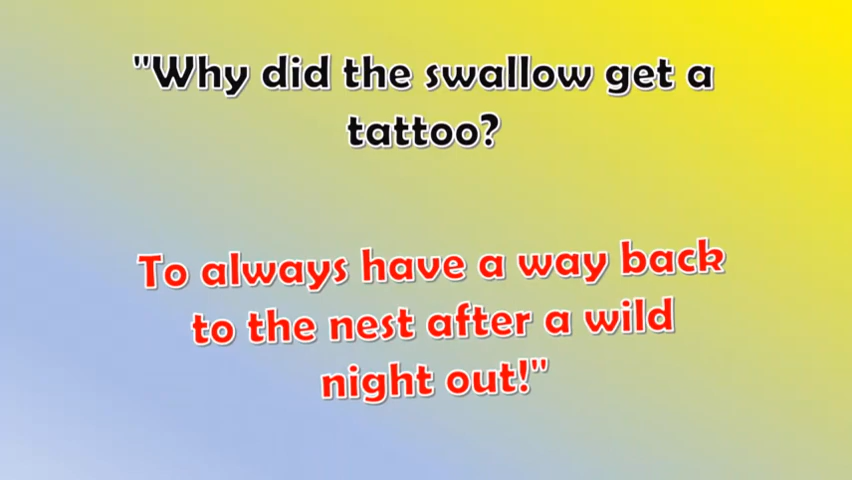 "Why did the swallow get a
tattoo?
To always have a way back
to the nest after a wild
night out!"